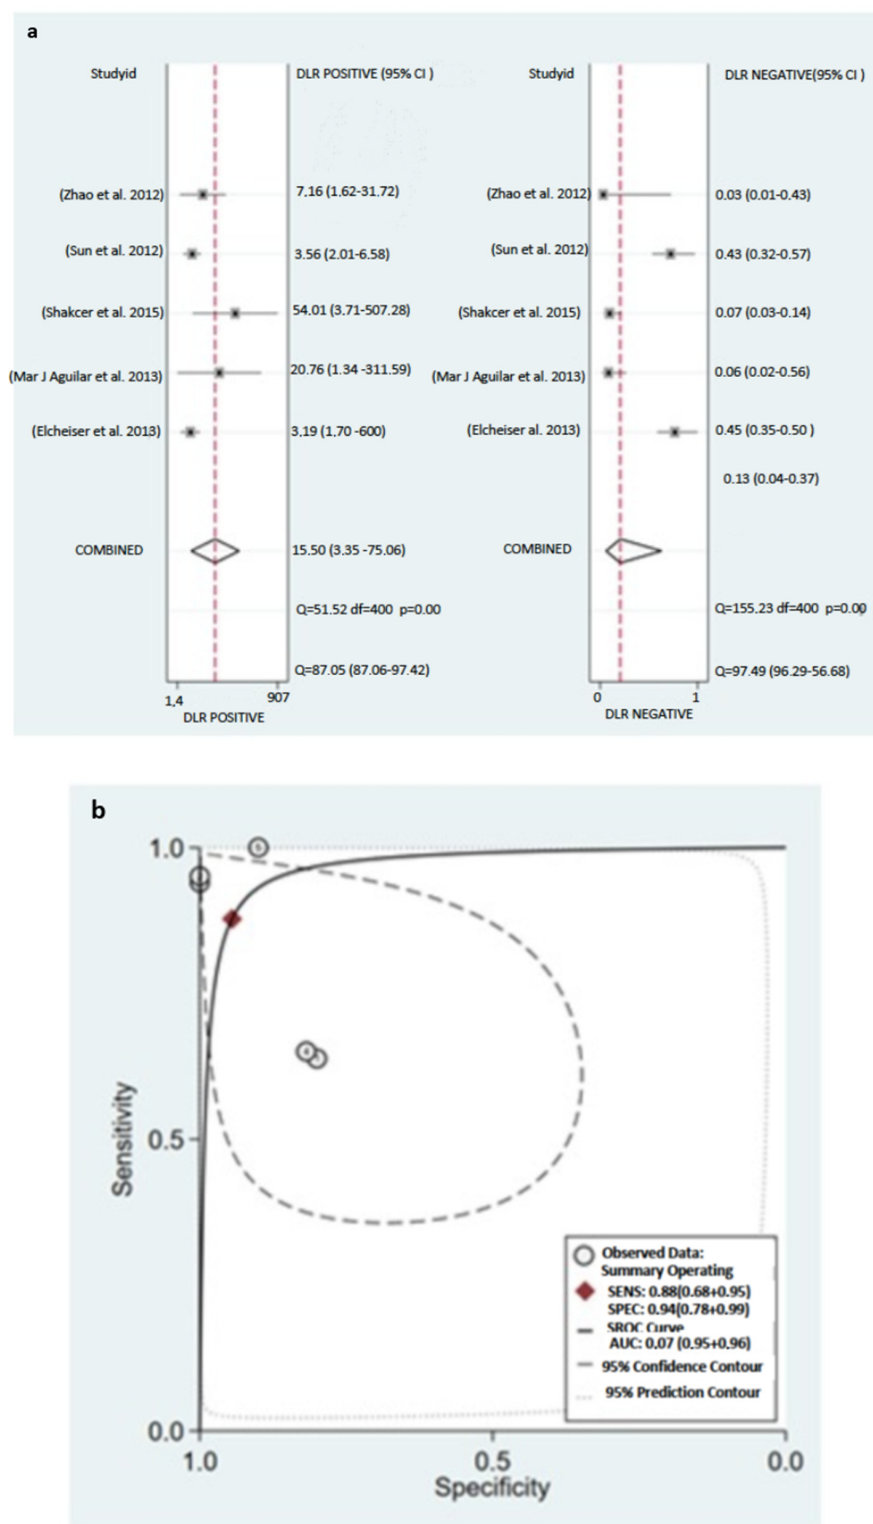 a
Studyid DLR POSITIVE (95% CI )
(Zhao et al. 2012) 7.16 (1.62-31.72)
(Sun et al. 2012) 3.56 (2.01-6.58)
(Shakcer et al. 2015) 54.01 (3.71-507.28)
(Mar J Aguilar et al. 2013) 20.76 (1.34 -311.59)
(Elcheiser et al. 2013) 3.19 (1.70 -600)
COMBINED 15.50 (3.35 -75.06)
Q=51.52 df=400 p=0.00
Q=87.05 (87.06-97.42)
1,4 907
DLR POSITIVE
Studyid DLR NEGATIVE(95% CI )
(Zhao et al. 2012) 0.03 (0.01-0.43)
(Sun et al. 2012) 0.43 (0.32-0.57)
(Shakcer et al. 2015) 0.07 (0.03-0.14)
(Mar J Aguilar et al. 2013) 0.06 (0.02-0.56)
(Elcheiser al. 2013) 0.45 (0.35-0.50 )
0.13 (0.04-0.37)
COMBINED
Q=155.23 df=400 p=0.00
Q=97.49 (96.29-56.68)
0 1
DLR NEGATIVE
b
1.0
0.5
0.0
Sensitivity
1.0 0.5 0.0
Specificity
Observed Data:
Summary Operating
SENS: 0.88(0.68+0.95)
SPEC: 0.94(0.78+0.99)
SROC Curve
AUC: 0.07 (0.95+0.96)
95% Confidence Contour
95% Prediction Contour